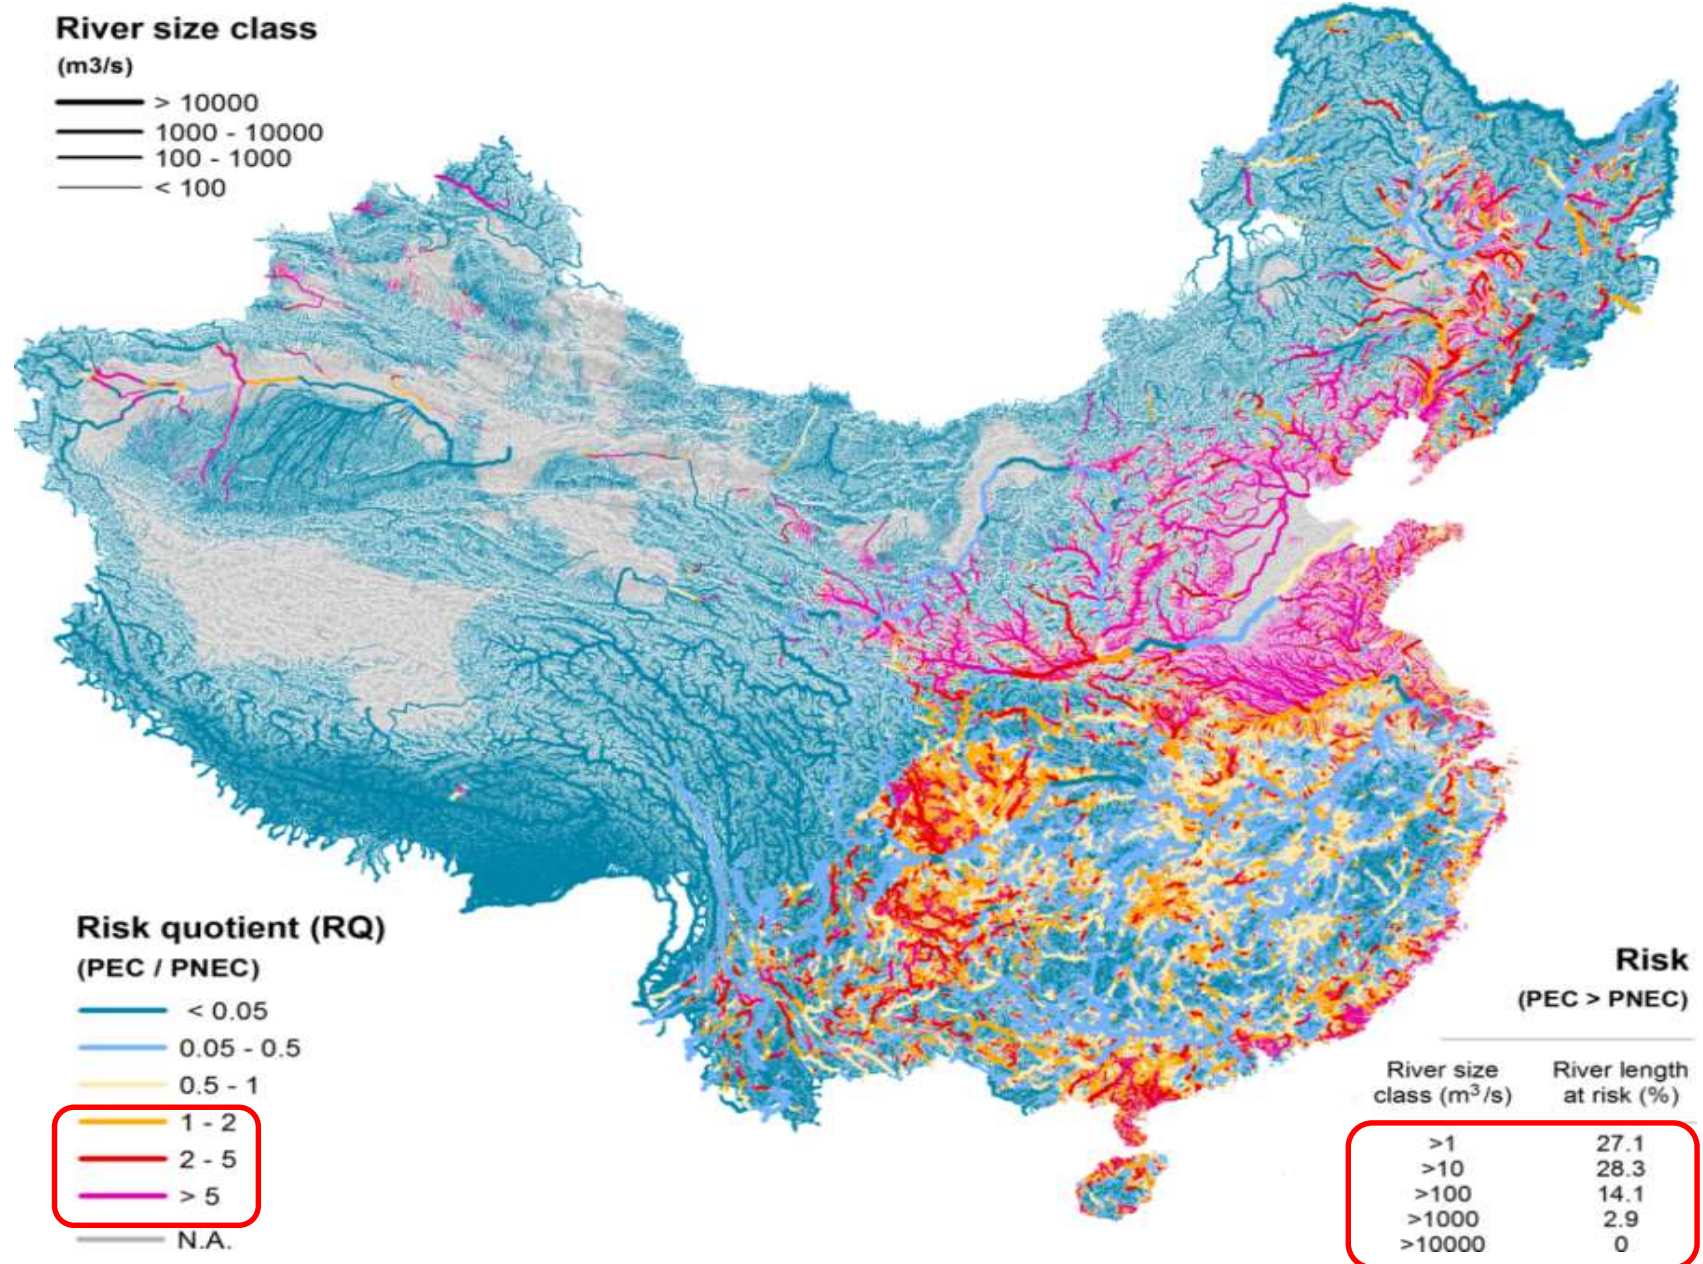 River size class
(m3/s)
> 10000
1000 - 10000
100 - 1000
< 100
Risk quotient (RQ)
(PEC / PNEC)
< 0.05
0.05 - 0.5
0.5 - 1
1 - 2
2 - 5
> 5
N.A.
Risk
(PEC > PNEC)
River size River length
class (m³/s) at risk (%)
>1 27.1
>10 28.3
>100 14.1
>1000 2.9
>10000 0